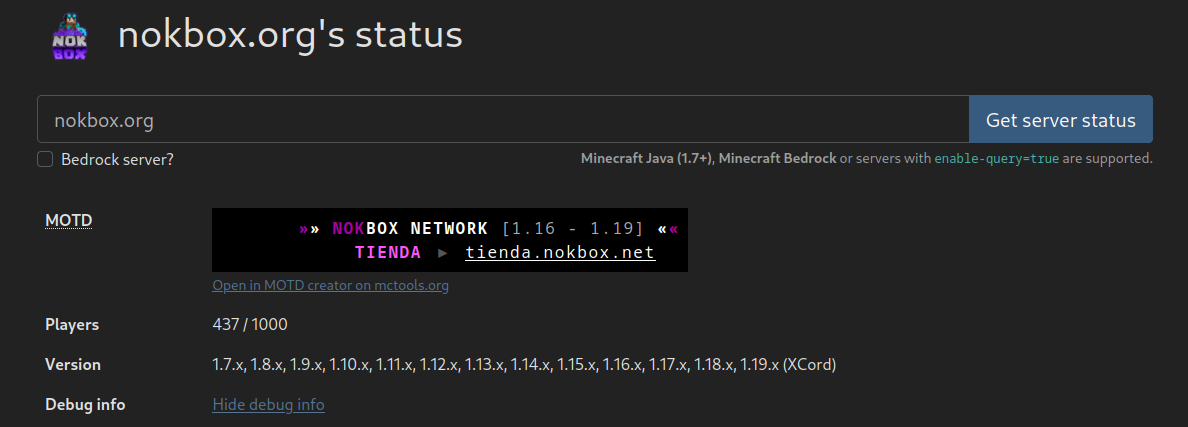 NOK
BOX
nokbox.org's status
nokbox.org
Get server status
Bedrock server?
Minecraft Java (1.7+), Minecraft Bedrock or servers with enable-query=true are supported.
MOTD
»» NOKBOX NETWORK [1.16 - 1.19] ««
TIENDA ► tienda.nokbox.net
Open in MOTD creator on mctools.org
Players
437 / 1000
Version
1.7.x, 1.8.x, 1.9.x, 1.10.x, 1.11.x, 1.12.x, 1.13.x, 1.14.x, 1.15.x, 1.16.x, 1.17.x, 1.18.x, 1.19.x (XCord)
Debug info
Hide debug info